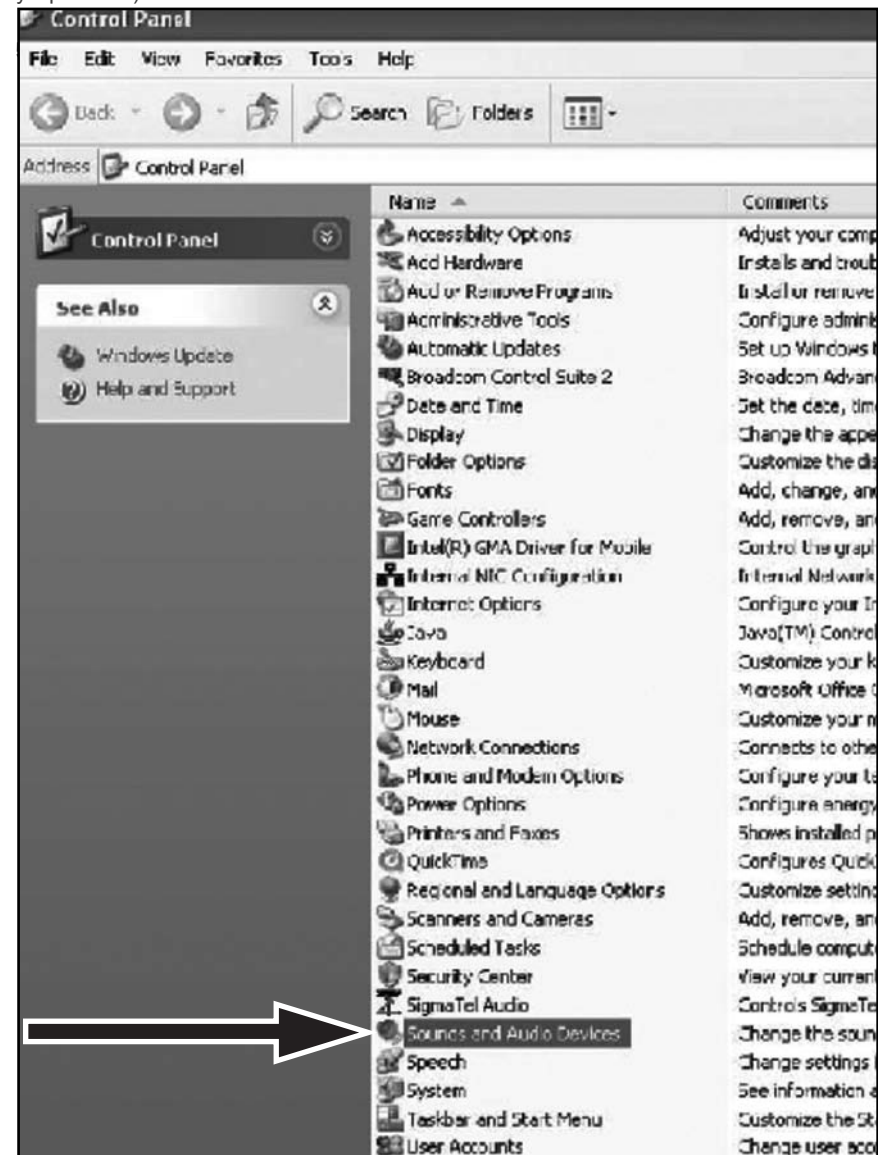 Control Panel
File Edit View Favorites Tools Help
Back Search Folders
Address Control Panel
Name Comments
Control Panel
See Also
Windows Update
Help and Support
Accessibility Options Adjust your comp
Add Hardware Installs and troub
Add or Remove Programs Install or remove
Administrative Tools Configure adminis
Automatic Updates Set up Windows t
Broadcom Control Suite 2 Broadcom Advan
Date and Time Set the date, tim
Display Change the appe
Folder Options Customize the dis
Fonts Add, change, an
Game Controllers Add, remove, an
Intel(R) GMA Driver for Mobile Control the graph
Internal NIC Configuration Internal Network
Internet Options Configure your In
Java Java(TM) Control
Keyboard Customize your k
Mail Microsoft Office
Mouse Customize your m
Network Connections Connects to othe
Phone and Modem Options Configure your te
Power Options Configure energy
Printers and Faxes Shows installed p
QuickTime Configures Quick
Regional and Language Options Customize setting
Scanners and Cameras Add, remove, an
Scheduled Tasks Schedule comput
Security Center View your curren
SigmaTel Audio Controls SigmaTe
Sounds and Audio Devices Change the soun
Speech Change settings
System See information a
Taskbar and Start Menu Customize the St
User Accounts Change user acco